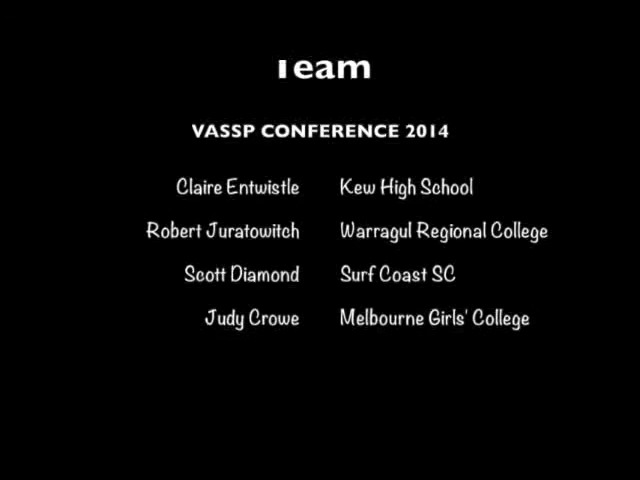 Team
VASSP CONFERENCE 2014
Claire Entwistle Kew High School
Robert Juratowitch Warragul Regional College
Scott Diamond Surf Coast SC
Judy Crowe Melbourne Girls' College